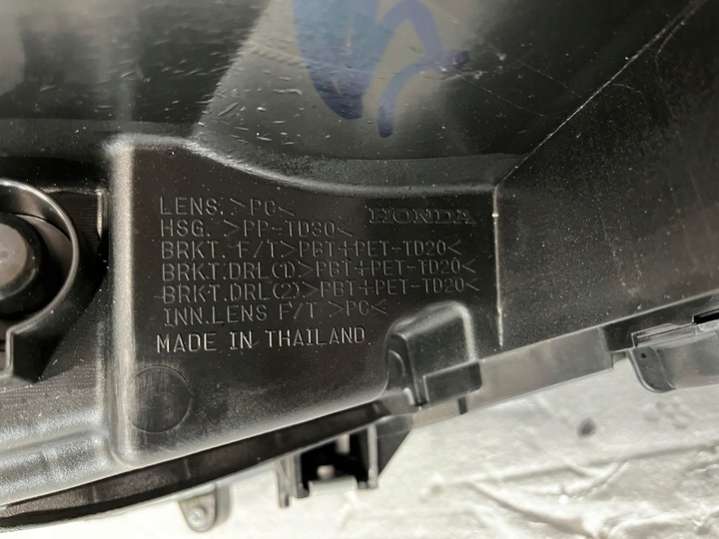 LENS. >PC< HONDA
HSG. >PP-TD30<
BRKT. F/T>PBT+PET-TD20<
BRKT.DRL(1)>PBT+PET-TD20<
BRKT.DRL(2)>PBT+PET-TD20<
INN.LENS F/T >PC<
MADE IN THAILAND.